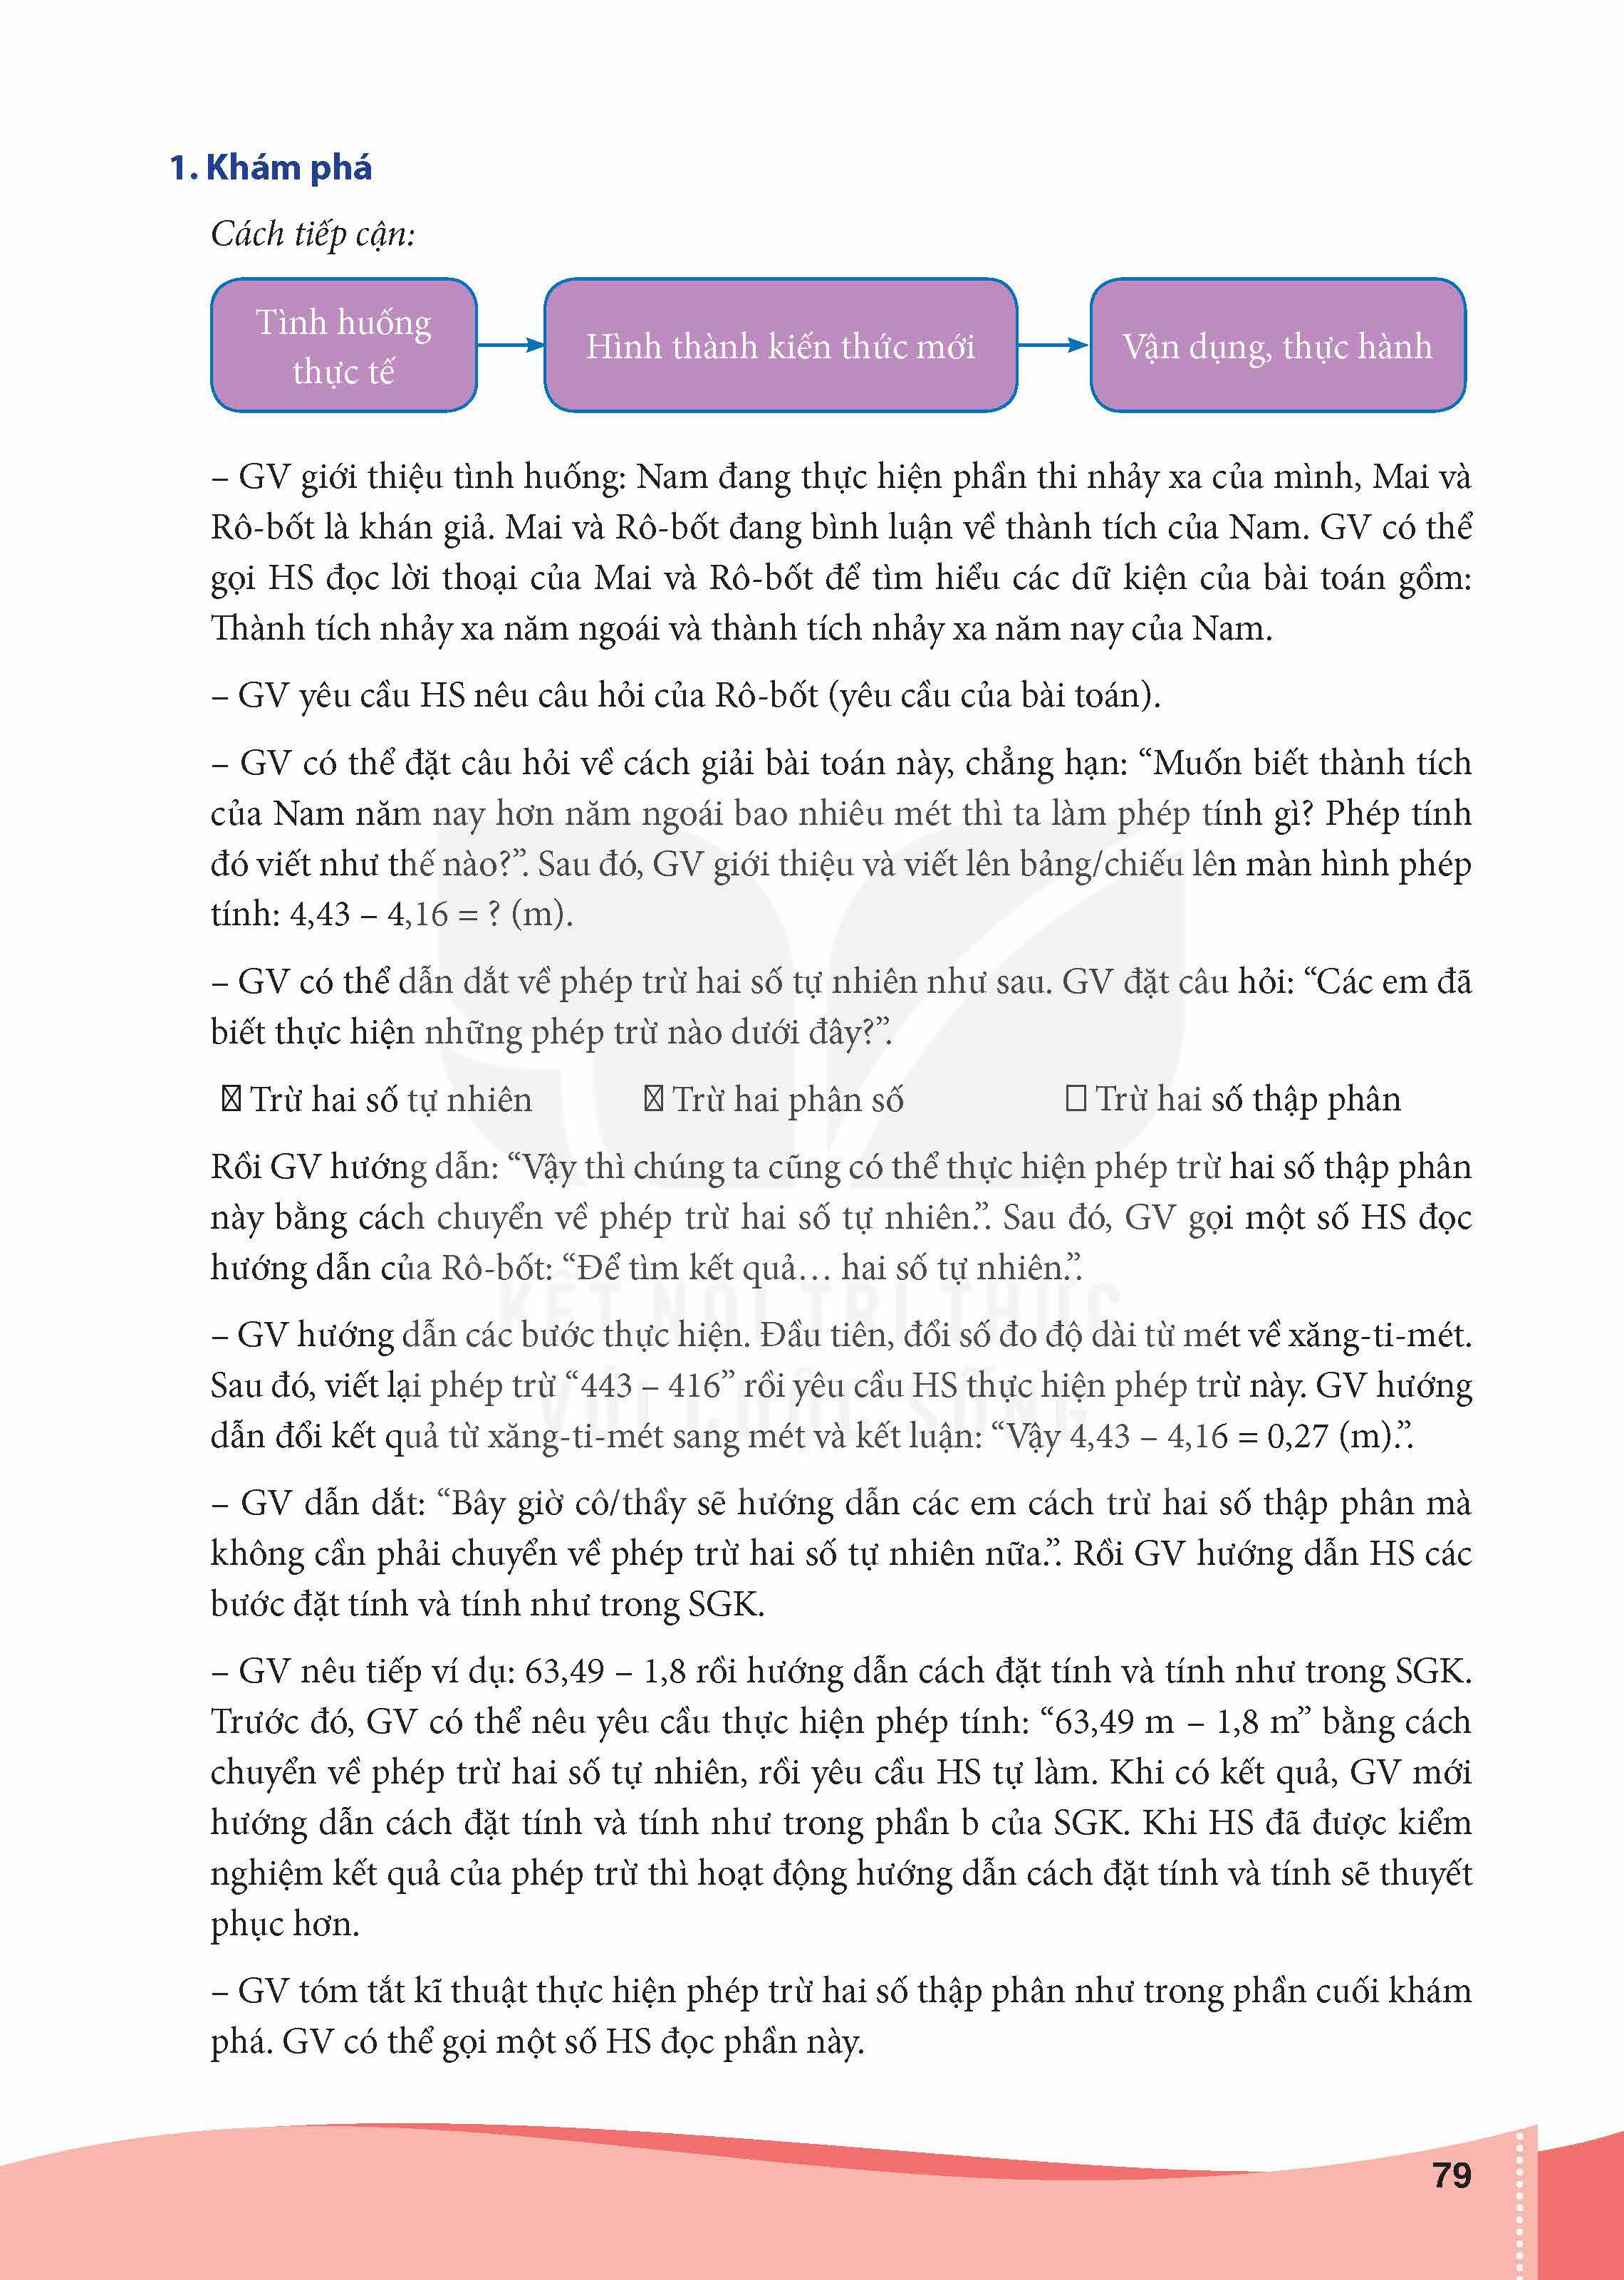 1. Khám phá
Cách tiếp cận:
Tình huống
thực tế
Hình thành kiến thức mới
Vận dụng, thực hành
– GV giới thiệu tình huống: Nam đang thực hiện phần thi nhảy xa của mình, Mai và
Rô-bốt là khán giả. Mai và Rô-bốt đang bình luận về thành tích của Nam. GV có thể
gọi HS đọc lời thoại của Mai và Rô-bốt để tìm hiểu các dữ kiện của bài toán gồm:
Thành tích nhảy xa năm ngoái và thành tích nhảy xa năm nay của Nam.
– GV yêu cầu HS nêu câu hỏi của Rô-bốt (yêu cầu của bài toán).
– GV có thể đặt câu hỏi về cách giải bài toán này, chẳng hạn: “Muốn biết thành tích
của Nam năm nay hơn năm ngoái bao nhiêu mét thì ta làm phép tính gì? Phép tính
đó viết như thế nào?”. Sau đó, GV giới thiệu và viết lên bảng/chiếu lên màn hình phép
tính: 4,43 – 4,16 = ? (m).
– GV có thể dẫn dắt về phép trừ hai số tự nhiên như sau. GV đặt câu hỏi: “Các em đã
biết thực hiện những phép trừ nào dưới đây?”.
☒ Trừ hai số tự nhiên ☒ Trừ hai phân số ☐ Trừ hai số thập phân
Rồi GV hướng dẫn: “Vậy thì chúng ta cũng có thể thực hiện phép trừ hai số thập phân
này bằng cách chuyển về phép trừ hai số tự nhiên.”. Sau đó, GV gọi một số HS đọc
hướng dẫn của Rô-bốt: “Để tìm kết quả… hai số tự nhiên.”.
– GV hướng dẫn các bước thực hiện. Đầu tiên, đổi số đo độ dài từ mét về xăng-ti-mét.
Sau đó, viết lại phép trừ “443 – 416” rồi yêu cầu HS thực hiện phép trừ này. GV hướng
dẫn đổi kết quả từ xăng-ti-mét sang mét và kết luận: “Vậy 4,43 – 4,16 = 0,27 (m).”.
– GV dẫn dắt: “Bây giờ cô/thầy sẽ hướng dẫn các em cách trừ hai số thập phân mà
không cần phải chuyển về phép trừ hai số tự nhiên nữa.”. Rồi GV hướng dẫn HS các
bước đặt tính và tính như trong SGK.
– GV nêu tiếp ví dụ: 63,49 – 1,8 rồi hướng dẫn cách đặt tính và tính như trong SGK.
Trước đó, GV có thể nêu yêu cầu thực hiện phép tính: “63,49 m – 1,8 m” bằng cách
chuyển về phép trừ hai số tự nhiên, rồi yêu cầu HS tự làm. Khi có kết quả, GV mới
hướng dẫn cách đặt tính và tính như trong phần b của SGK. Khi HS đã được kiểm
nghiệm kết quả của phép trừ thì hoạt động hướng dẫn cách đặt tính và tính sẽ thuyết
phục hơn.
– GV tóm tắt kĩ thuật thực hiện phép trừ hai số thập phân như trong phần cuối khám
phá. GV có thể gọi một số HS đọc phần này.
KẾT NỐI TRI THỨC
VỚI CUỘC SỐNG
79